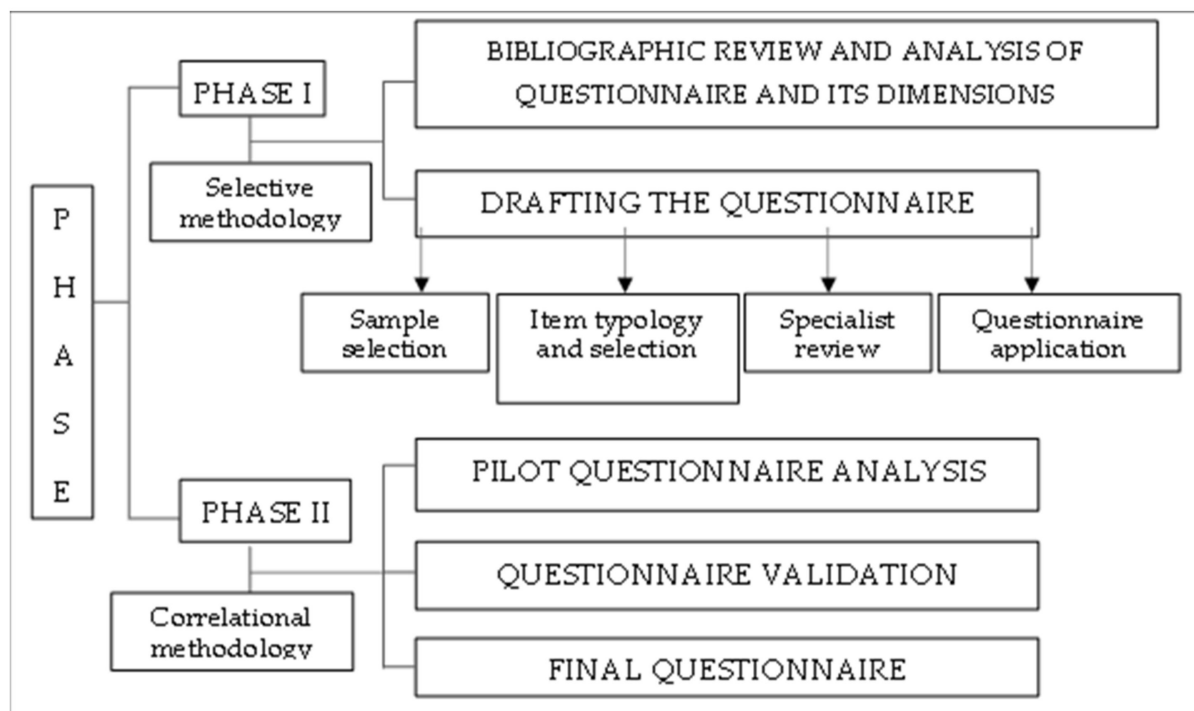 PHASE
PHASE I
Selective
methodology
BIBLIOGRAPHIC REVIEW AND ANALYSIS OF
QUESTIONNAIRE AND ITS DIMENSIONS
DRAFTING THE QUESTIONNAIRE
Sample
selection
Item typology
and selection
Specialist
review
Questionnaire
application
PHASE II
Correlational
methodology
PILOT QUESTIONNAIRE ANALYSIS
QUESTIONNAIRE VALIDATION
FINAL QUESTIONNAIRE